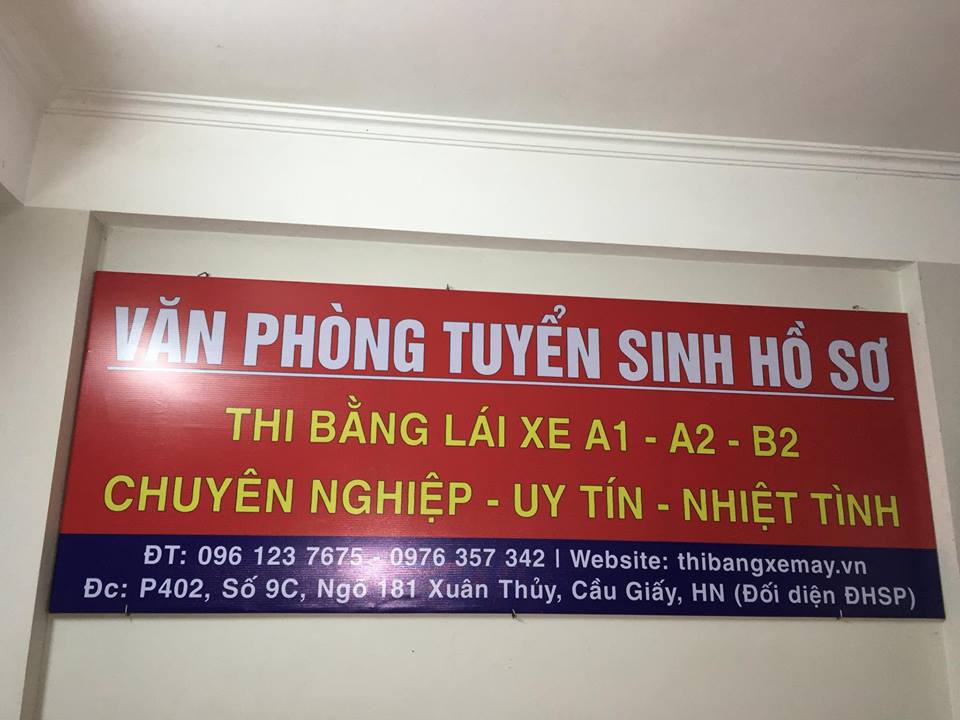 VĂN PHÒNG TUYỂN SINH HỒ SƠ
THI BẰNG LÁI XE A1 - A2 - B2
CHUYÊN NGHIỆP - UY TÍN - NHIỆT TÌNH
ĐT: 096 123 7675 - 0976 357 342 | Website: thibangxemay.vn
Đc: P402, Số 9C, Ngõ 181 Xuân Thủy, Cầu Giấy, HN (Đối diện ĐHSP)